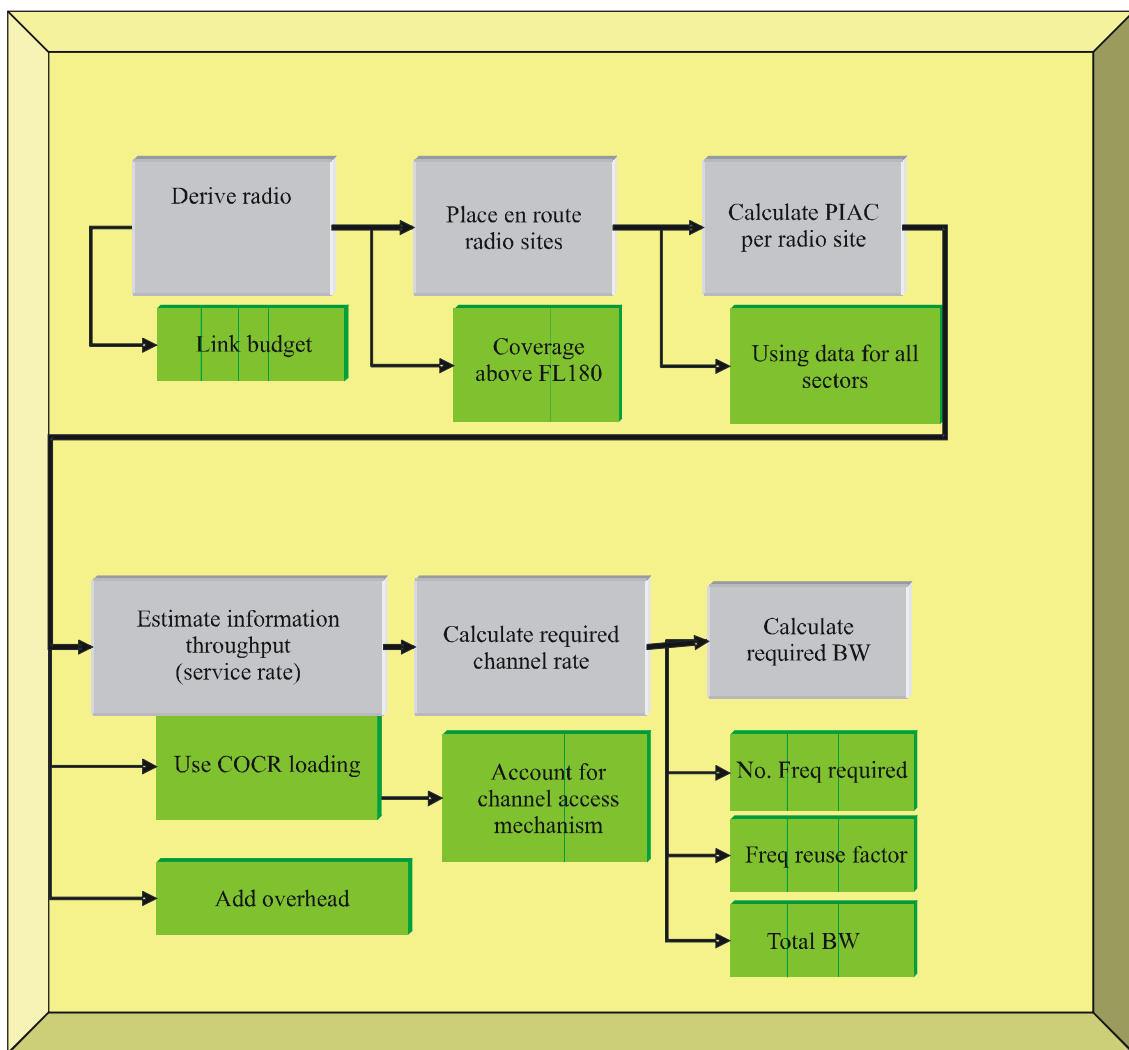 Derive radio
Place en route
radio sites
Calculate PIAC
per radio site
Link budget
Coverage
above FL180
Using data for all
sectors
Estimate information
throughput
(service rate)
Calculate required
channel rate
Calculate
required BW
Use COCR loading
Account for
channel access
mechanism
No. Freq required
Freq reuse factor
Add overhead
Total BW